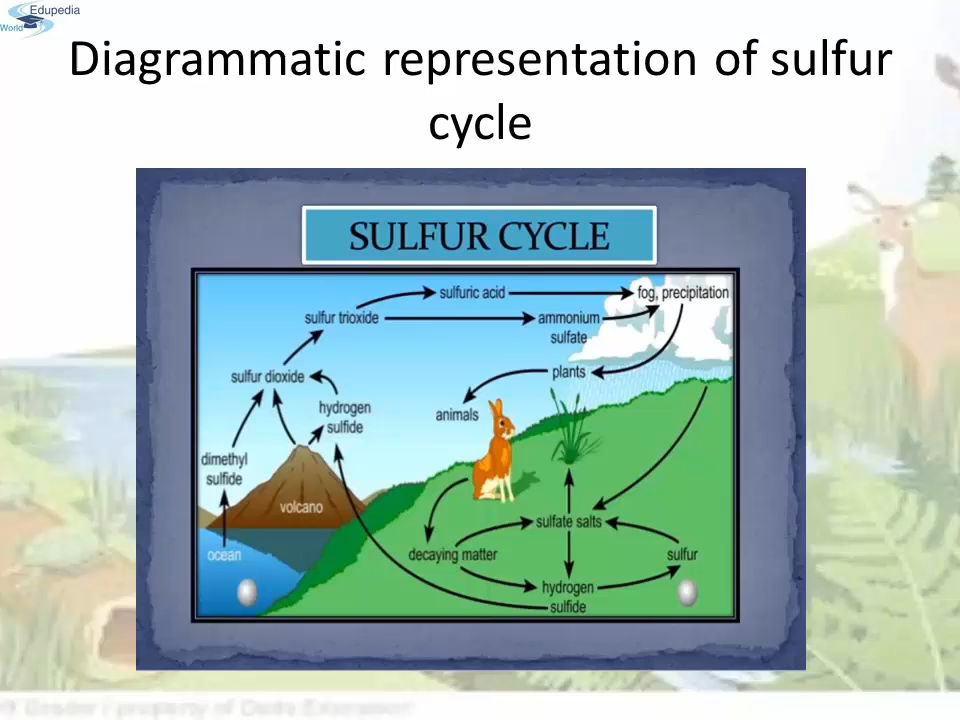 Edupedia
World
Diagrammatic representation of sulfur
cycle
SULFUR CYCLE
sulfuric acid
fog, precipitation
sulfur trioxide
ammonium
sulfate
sulfur dioxide
plants
hydrogen
sulfide
animals
dimethyl
sulfide
volcano
ocean
sulfate salts
decaying matter
sulfur
hydrogen
sulfide